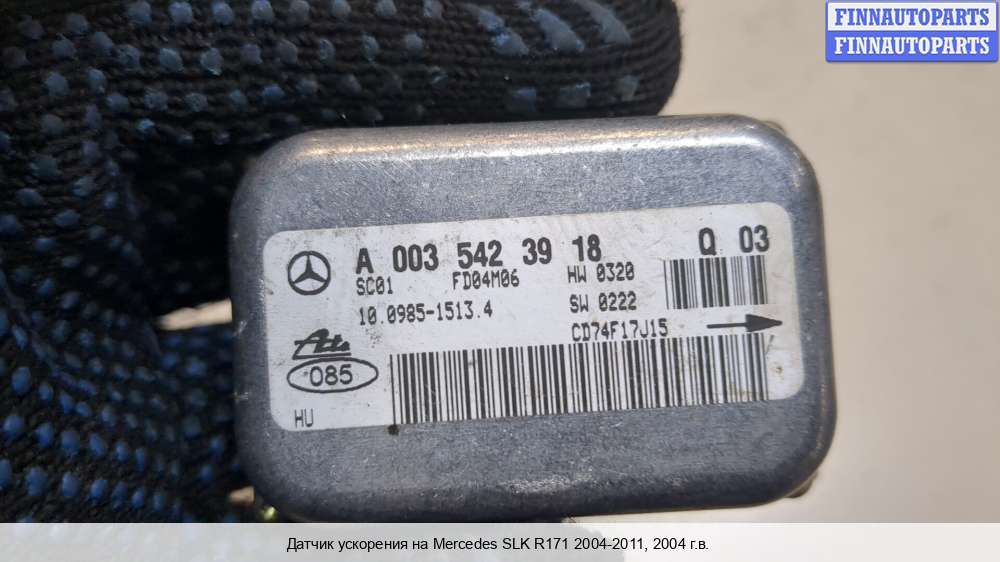 FINNAUTOPARTS
FINNAUTOPARTS
A 003 542 39 18 Q 03
SC01 FD04M06 HW 0320
10.0985-1513.4 SW 0222
CD74F17J15
Ate
085
HU
Датчик ускорения на Mercedes SLK R171 2004-2011, 2004 г.в.